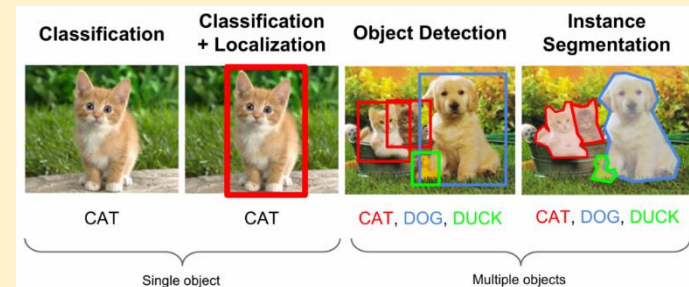 Classification
Classification
+ Localization
Object Detection
Instance
Segmentation
CAT
CAT
CAT, DOG, DUCK
CAT, DOG, DUCK
Single object
Multiple objects